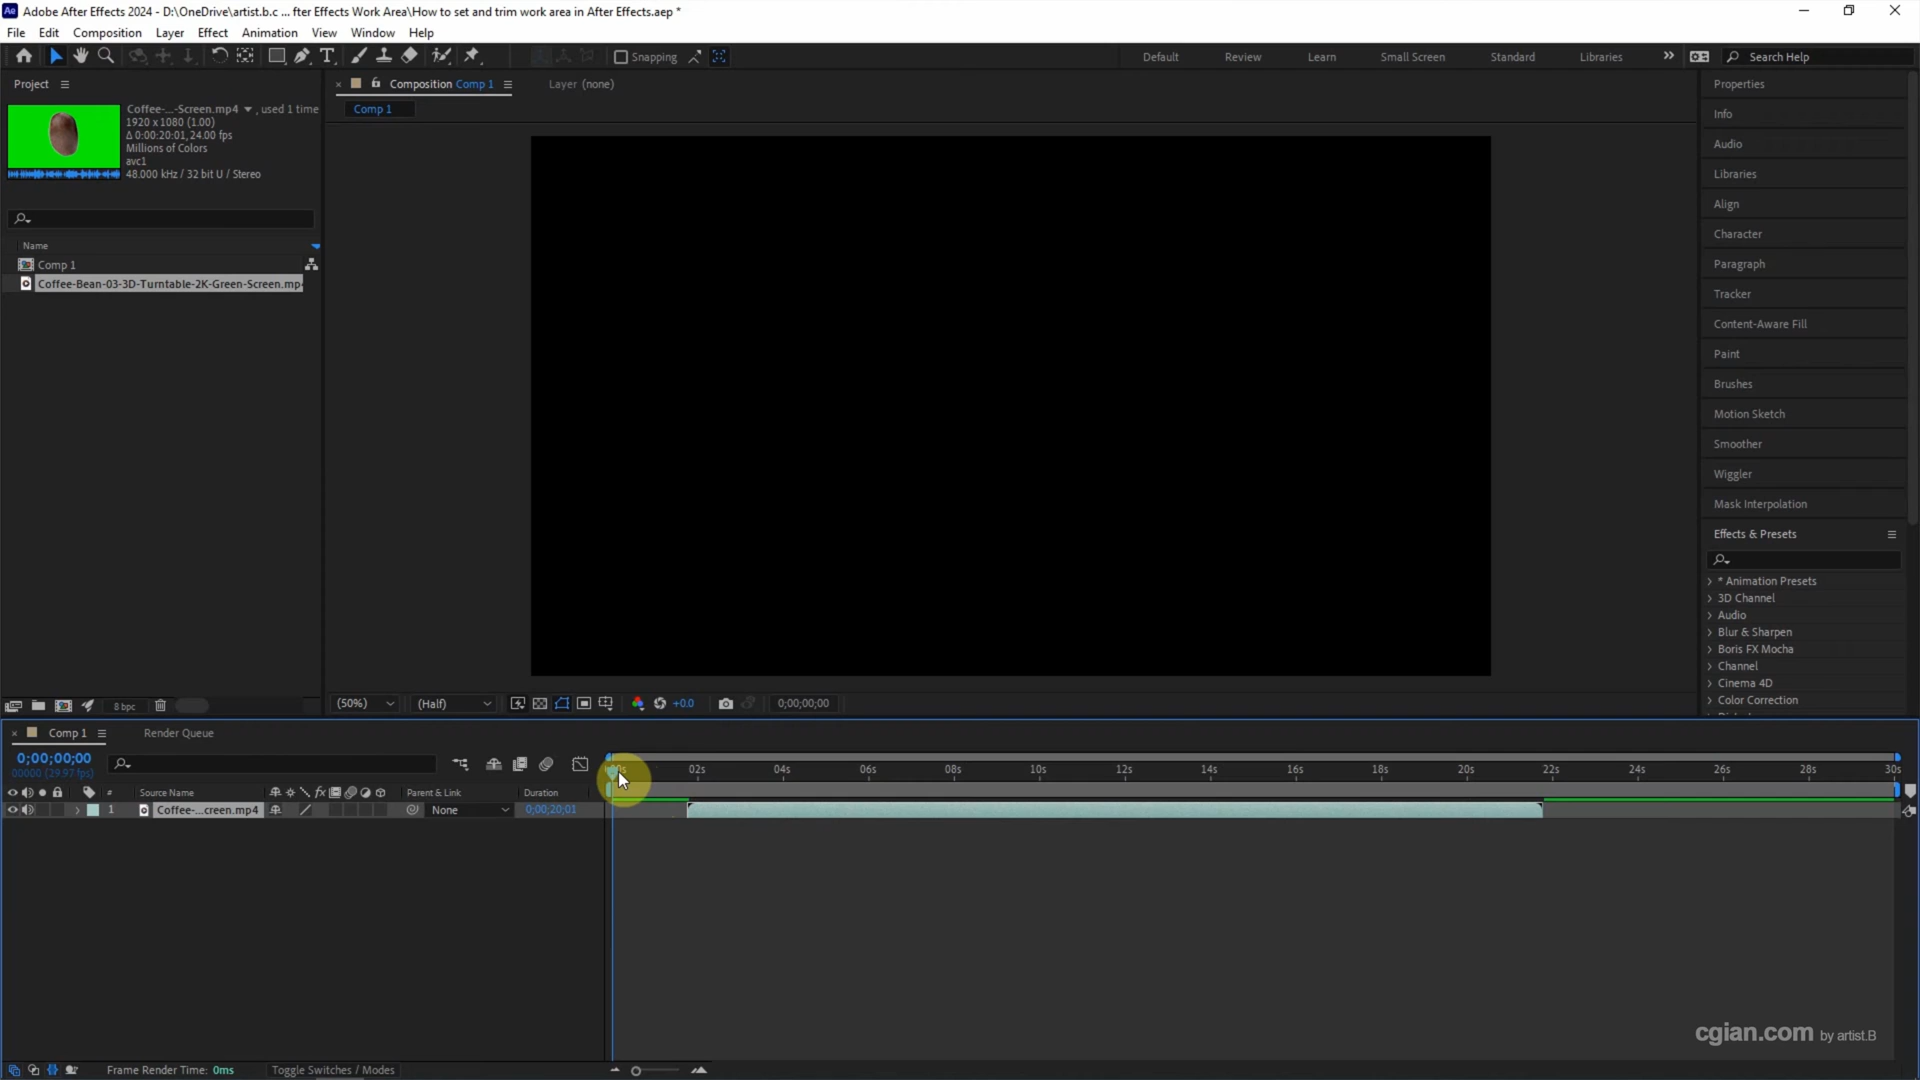 Adobe After Effects 2024 - D:\OneDrive\artist.b.c ... fter Effects Work Area\How to set and trim work area in After Effects.aep *
File Edit Composition Layer Effect Animation View Window Help
Snapping Default Review Learn Small Screen Standard Libraries Search Help
Project
Coffee-...-Screen.mp4 , used 1 time
1920 x 1080 (1.00)
Δ 0:00:20:01, 24.00 fps
Millions of Colors
avc1
48.000 kHz / 32 bit U / Stereo
Name
Comp 1
Coffee-Bean-03-3D-Turntable-2K-Green-Screen.mp
8 bpc
Composition Comp 1
Layer (none)
Comp 1
(50%) (Half) +0.0 0;00;00;00
Properties
Info
Audio
Libraries
Align
Character
Paragraph
Tracker
Content-Aware Fill
Paint
Brushes
Motion Sketch
Smoother
Wiggler
Mask Interpolation
Effects & Presets
* Animation Presets
3D Channel
Audio
Blur & Sharpen
Boris FX Mocha
Channel
Cinema 4D
Color Correction
Comp 1 Render Queue
0;00;00;00
00000 (29.97 fps)
02s 04s 06s 08s 10s 12s 14s 16s 18s 20s 22s 24s 26s 28s 30s
# Source Name Parent & Link Duration
1 Coffee-...creen.mp4 None 0;00;20;01
cgian.com by artist.B
Frame Render Time: 0ms Toggle Switches / Modes